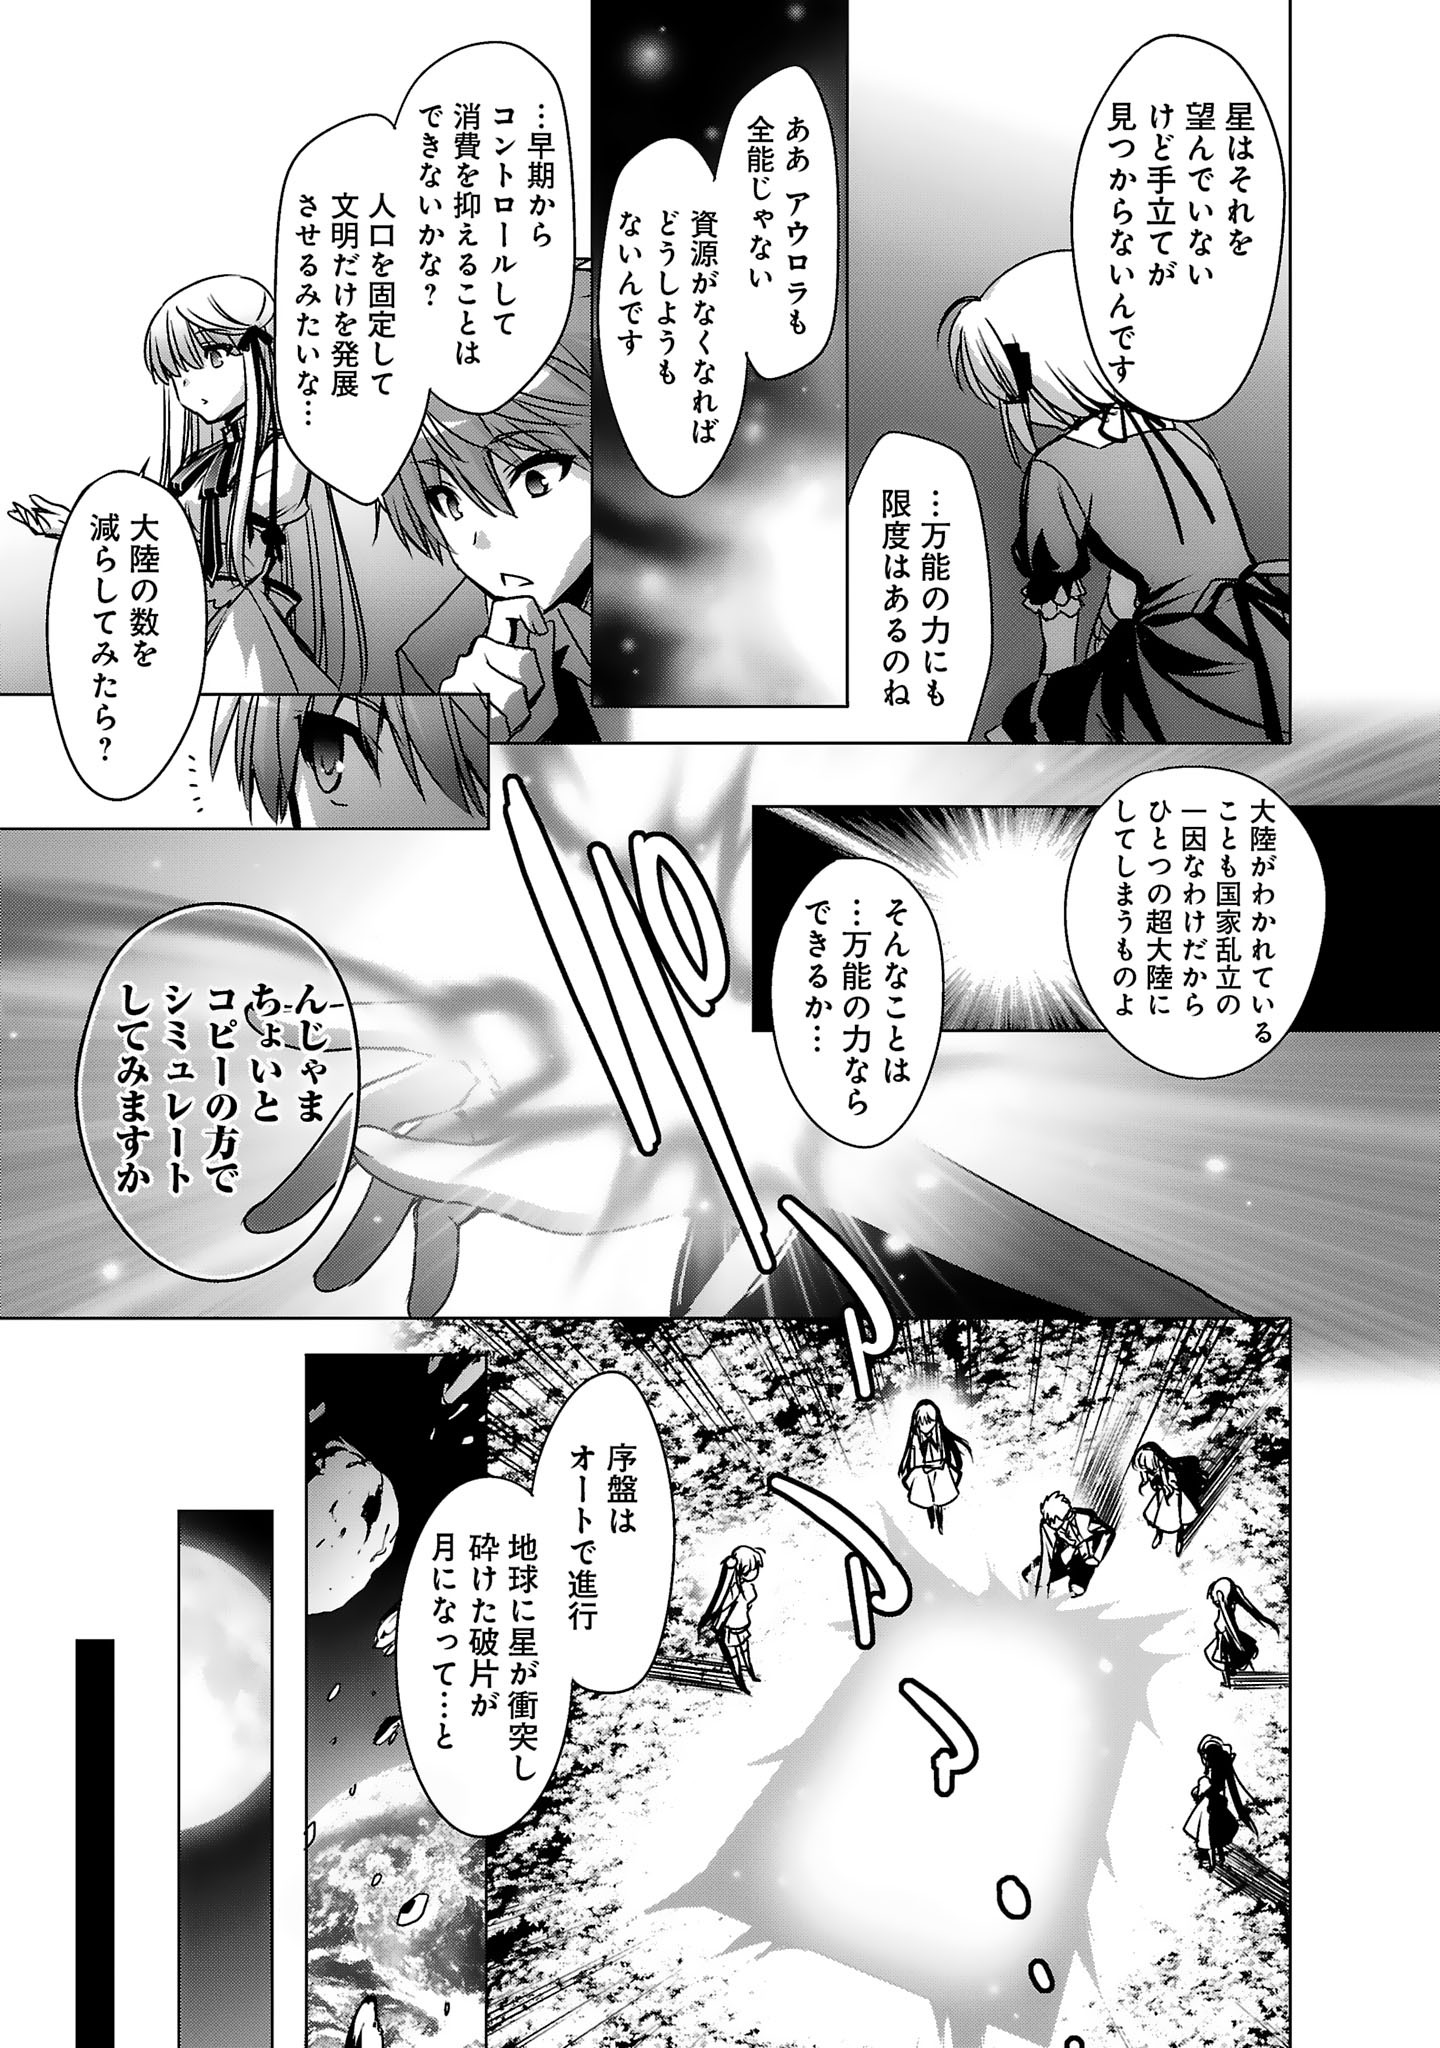 星はそれを
望んでいない
けど手立てが
見つからないんです
…万能の力にも
限度はあるのね
ああ アウロラも
全能じゃない
資源がなくなれば
どうしようも
ないんです
…早期から
コントロールして
消費を抑えることは
できないかな?
人口を固定して
文明だけを発展
させるみたいな…
大陸の数を
減らしてみたら?
大陸がわかれている
ことも国家乱立の
一因なわけだから
ひとつの超大陸に
してしまうものよ
そんなことは
…万能の力なら
できるか…
んじゃま
ちょいと
コピーの方で
シミュレート
してみますか
序盤は
オートで進行
地球に星が衝突し
砕けた破片が
月になって…と